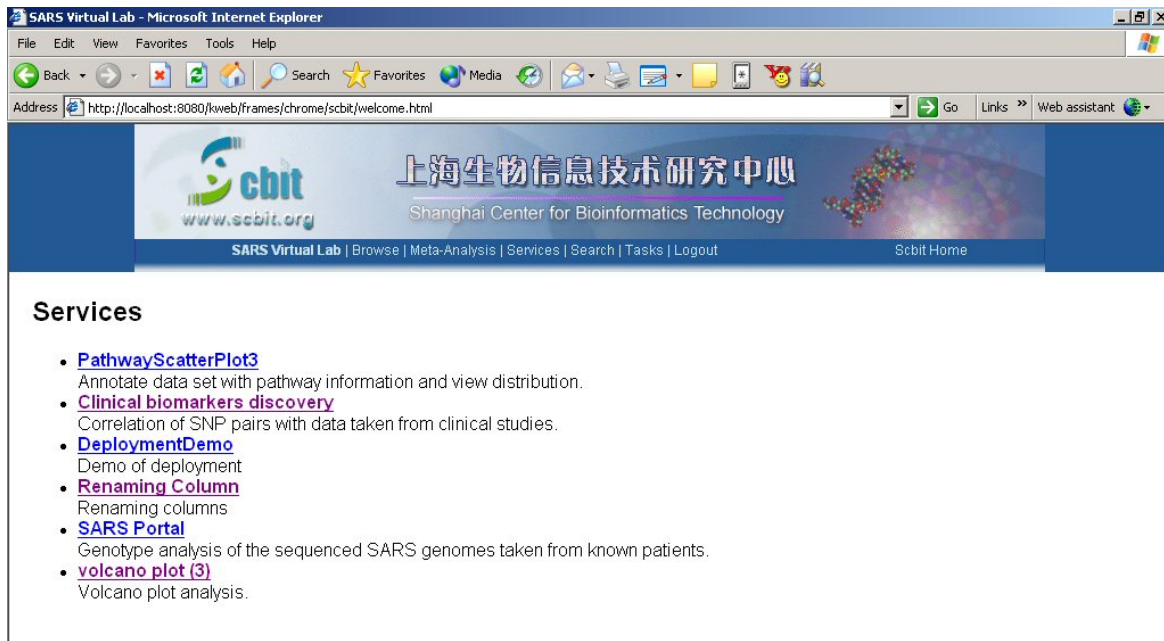 SARS Virtual Lab - Microsoft Internet Explorer
File Edit View Favorites Tools Help
Back Search Favorites Media
Address http://localhost:8080/kweb/frames/chrome/scbit/welcome.html Go Links » Web assistant
Scbit
www.scbit.org
上海生物信息技术研究中心
Shanghai Center for Bioinformatics Technology
SARS Virtual Lab | Browse | Meta-Analysis | Services | Search | Tasks | Logout Scbit Home
Services
• PathwayScatterPlot3
Annotate data set with pathway information and view distribution.
• Clinical biomarkers discovery
Correlation of SNP pairs with data taken from clinical studies.
• DeploymentDemo
Demo of deployment
• Renaming Column
Renaming columns
• SARS Portal
Genotype analysis of the sequenced SARS genomes taken from known patients.
• volcano plot (3)
Volcano plot analysis.